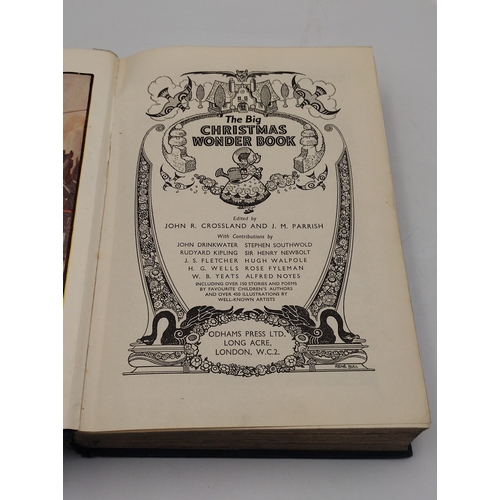 The Big
CHRISTMAS
WONDER BOOK
Edited by
JOHN R. CROSSLAND AND J. M. PARRISH
With Contributions by
JOHN DRINKWATER STEPHEN SOUTHWOLD
RUDYARD KIPLING SIR HENRY NEWBOLT
J. S. FLETCHER HUGH WALPOLE
H. G. WELLS ROSE FYLEMAN
W. B. YEATS ALFRED NOYES
INCLUDING OVER 150 STORIES AND POEMS
BY FAVOURITE CHILDREN'S AUTHORS
AND OVER 450 ILLUSTRATIONS BY
WELL-KNOWN ARTISTS
ODHAMS PRESS LTD.
LONG ACRE,
LONDON, W.C.2.
RENÉ BULL